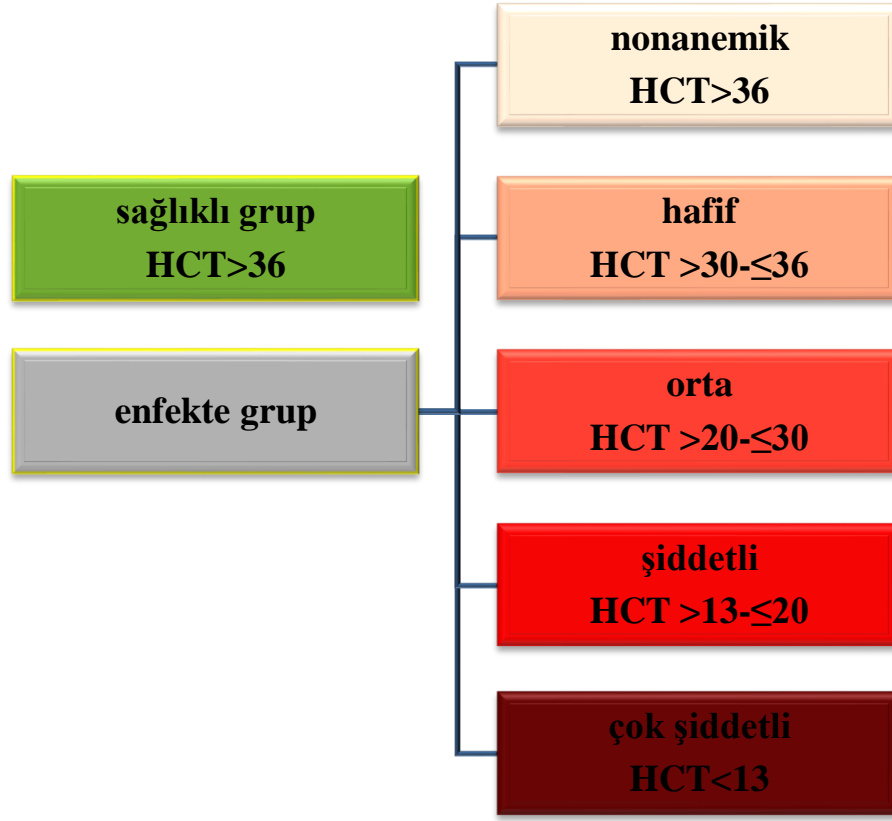 sağlıklı grup
HCT>36
enfekte grup
nonanemik
HCT>36
hafif
HCT >30-≤36
orta
HCT >20-≤30
şiddetli
HCT >13-≤20
çok şiddetli
HCT<13